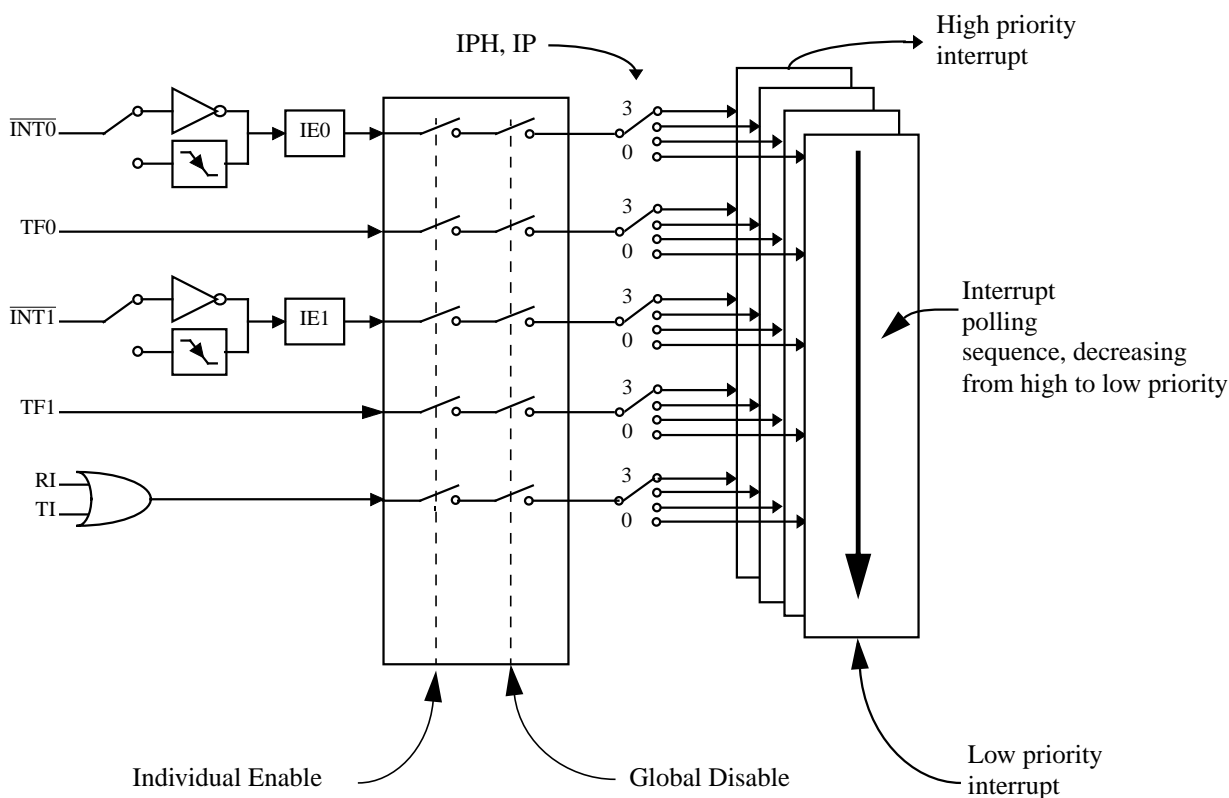 High priority
interrupt
IPH, IP
INT0
IE0
3
0
TF0
3
0
INT1
IE1
3
0
Interrupt
polling
sequence, decreasing
from high to low priority
TF1
3
0
RI
TI
3
0
Individual Enable
Global Disable
Low priority
interrupt